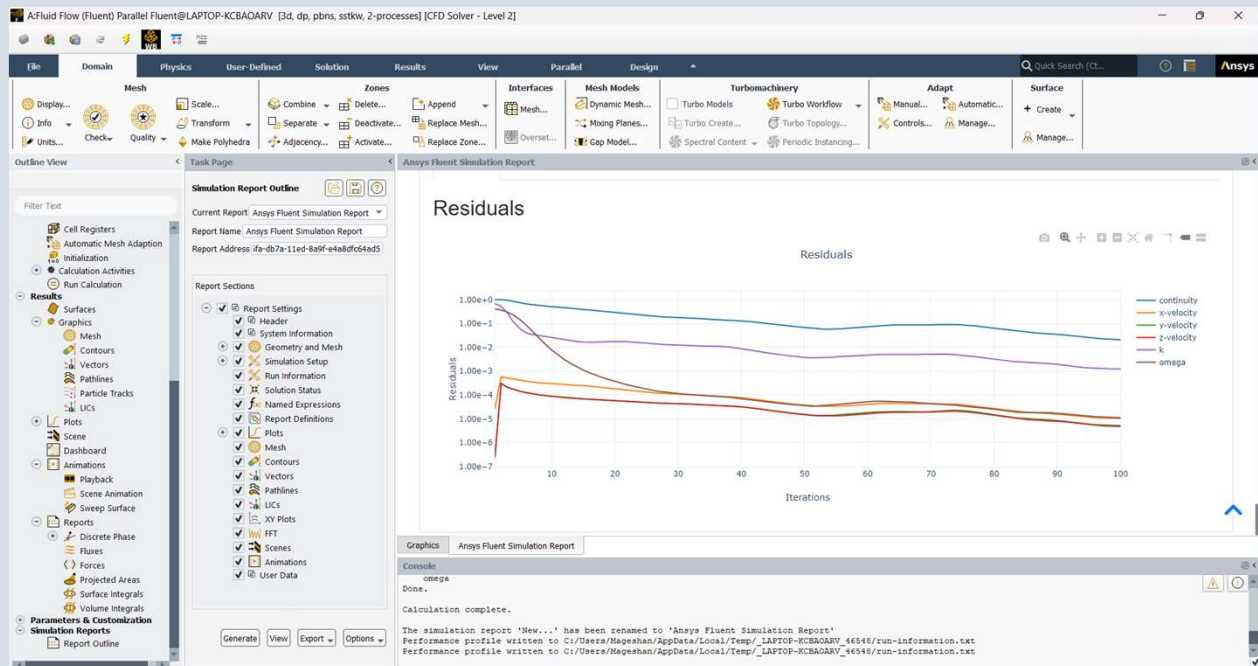 A:Fluid Flow (Fluent) Parallel Fluent@LAPTOP-KCBAOARV [3d, dp, pbns, sstkw, 2-processes] [CFD Solver - Level 2]
WB
File Domain Physics User-Defined Solution Results View Parallel Design
Quick Search (Ct...
Ansys
Mesh Zones Interfaces Mesh Models Turbomachinery Adapt Surface
Display... Scale... Combine Delete... Append Mesh... Dynamic Mesh... Turbo Models Turbo Workflow Manual... Automatic... + Create
Info Transform Separate Deactivate... Replace Mesh... Mixing Planes... Turbo Create... Turbo Topology... Controls... Manage...
Units... Check Quality Make Polyhedra Adjacency... Activate... Replace Zone... Overset... Gap Model... Spectral Content Periodic Instancing... Manage...
Outline View
Filter Text
Cell Registers
Automatic Mesh Adaption
Initialization
t=0
Calculation Activities
Run Calculation
Results
Surfaces
Graphics
Mesh
Contours
Vectors
Pathlines
Particle Tracks
LICs
Plots
Scene
Dashboard
Animations
Playback
Scene Animation
Sweep Surface
Reports
Discrete Phase
Fluxes
Forces
Projected Areas
Surface Integrals
Volume Integrals
Parameters & Customization
Simulation Reports
Report Outline
Task Page
Simulation Report Outline
Current Report Ansys Fluent Simulation Report
Report Name Ansys Fluent Simulation Report
Report Address ifa-db7a-11ed-8a9f-e4a8dfc64ad5
Report Sections
Report Settings
Header
System Information
Geometry and Mesh
Simulation Setup
Run Information
Solution Status
Named Expressions
Report Definitions
Plots
Mesh
Contours
Vectors
Pathlines
LICs
XY Plots
FFT
Scenes
Animations
User Data
Generate View Export Options
Ansys Fluent Simulation Report
Residuals
Residuals
1.00e+0
1.00e−1
1.00e−2
1.00e−3
1.00e−4
1.00e−5
1.00e−6
1.00e−7
Residuals
10 20 30 40 50 60 70 80 90 100
Iterations
continuity
x-velocity
y-velocity
z-velocity
k
omega
Graphics Ansys Fluent Simulation Report
Console
omega
Done.
Calculation complete.
The simulation report 'New...' has been renamed to 'Ansys Fluent Simulation Report'
Performance profile written to C:/Users/Mageshan/AppData/Local/Temp/_LAPTOP-KCBAOARV_46548/run-information.txt
Performance profile written to C:/Users/Mageshan/AppData/Local/Temp/_LAPTOP-KCBAOARV_46548/run-information.txt